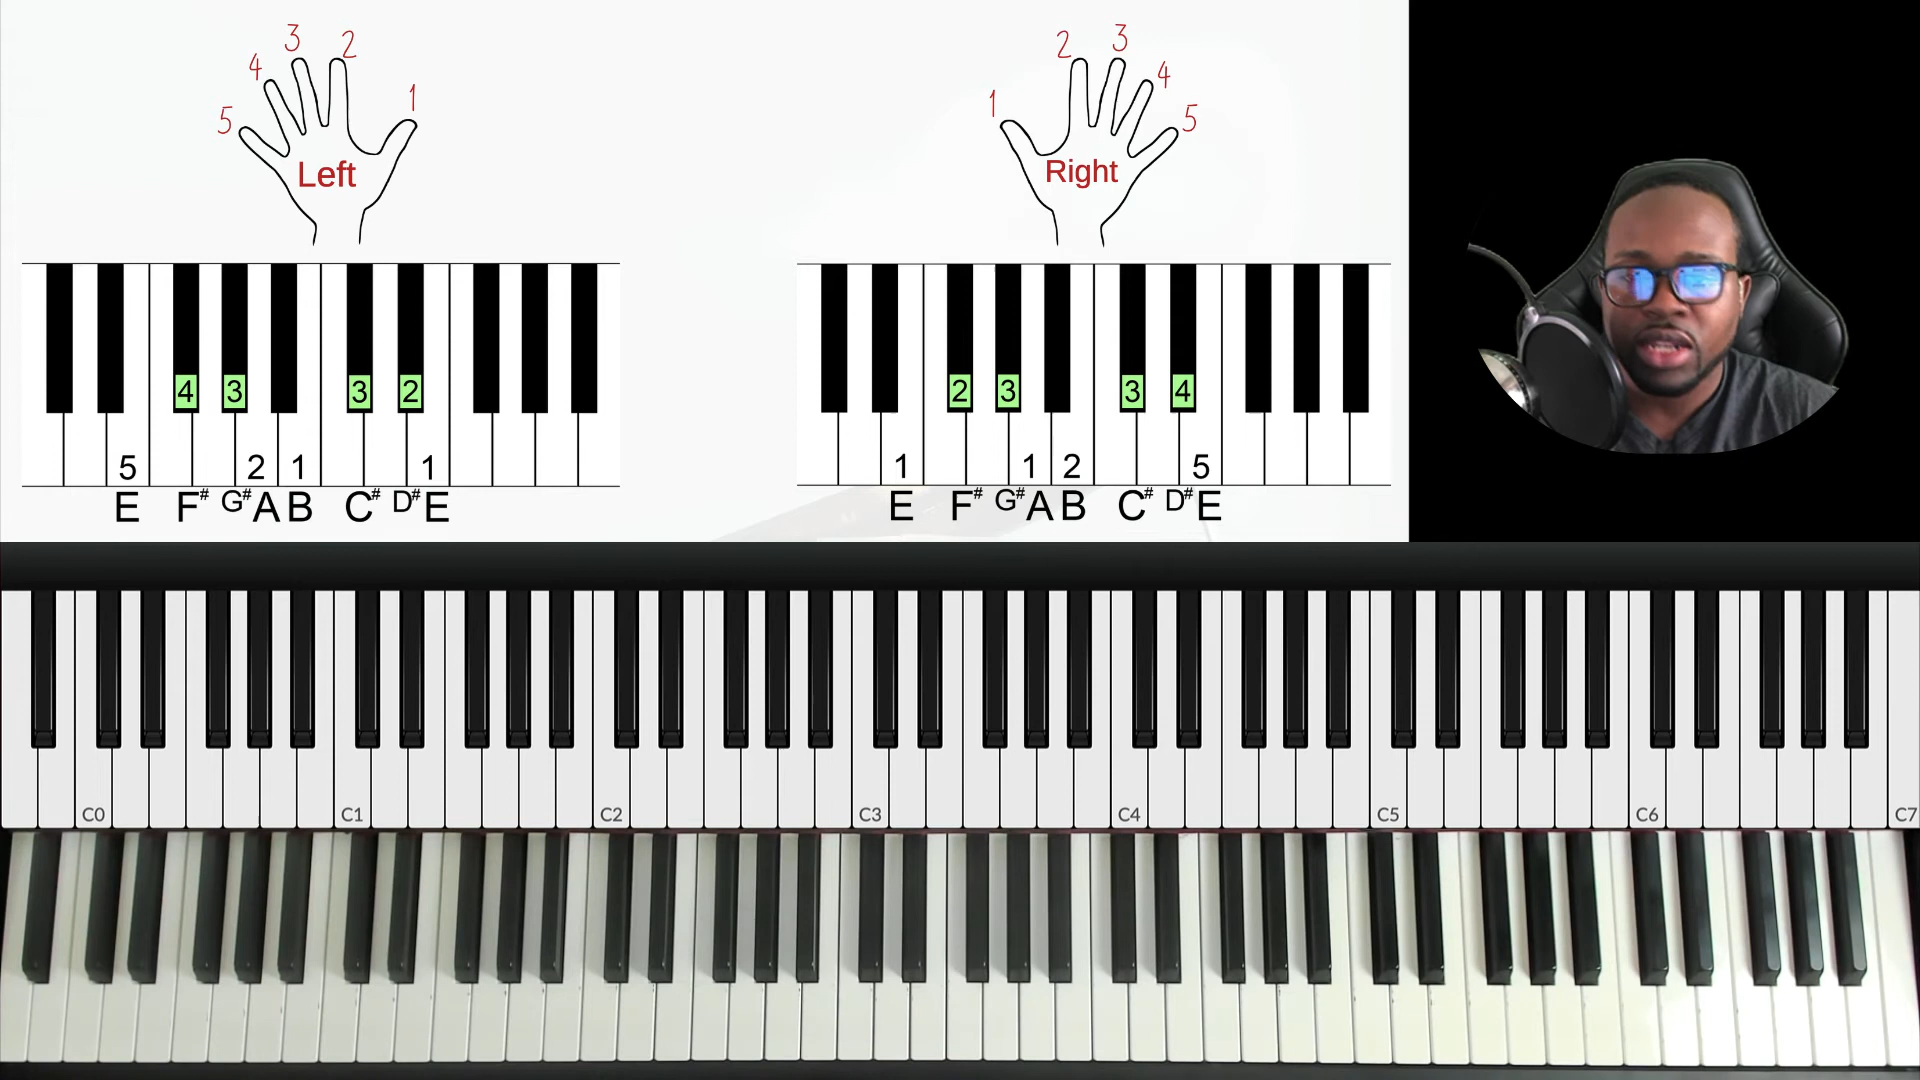 3 2
4
5 1
Left
2 3
4
1 5
Right
4 3 3 2
5 2 1 1
E F# G# A B C# D# E
2 3 3 4
1 1 2 5
E F# G# A B C# D# E
C0 C1 C2 C3 C4 C5 C6 C7